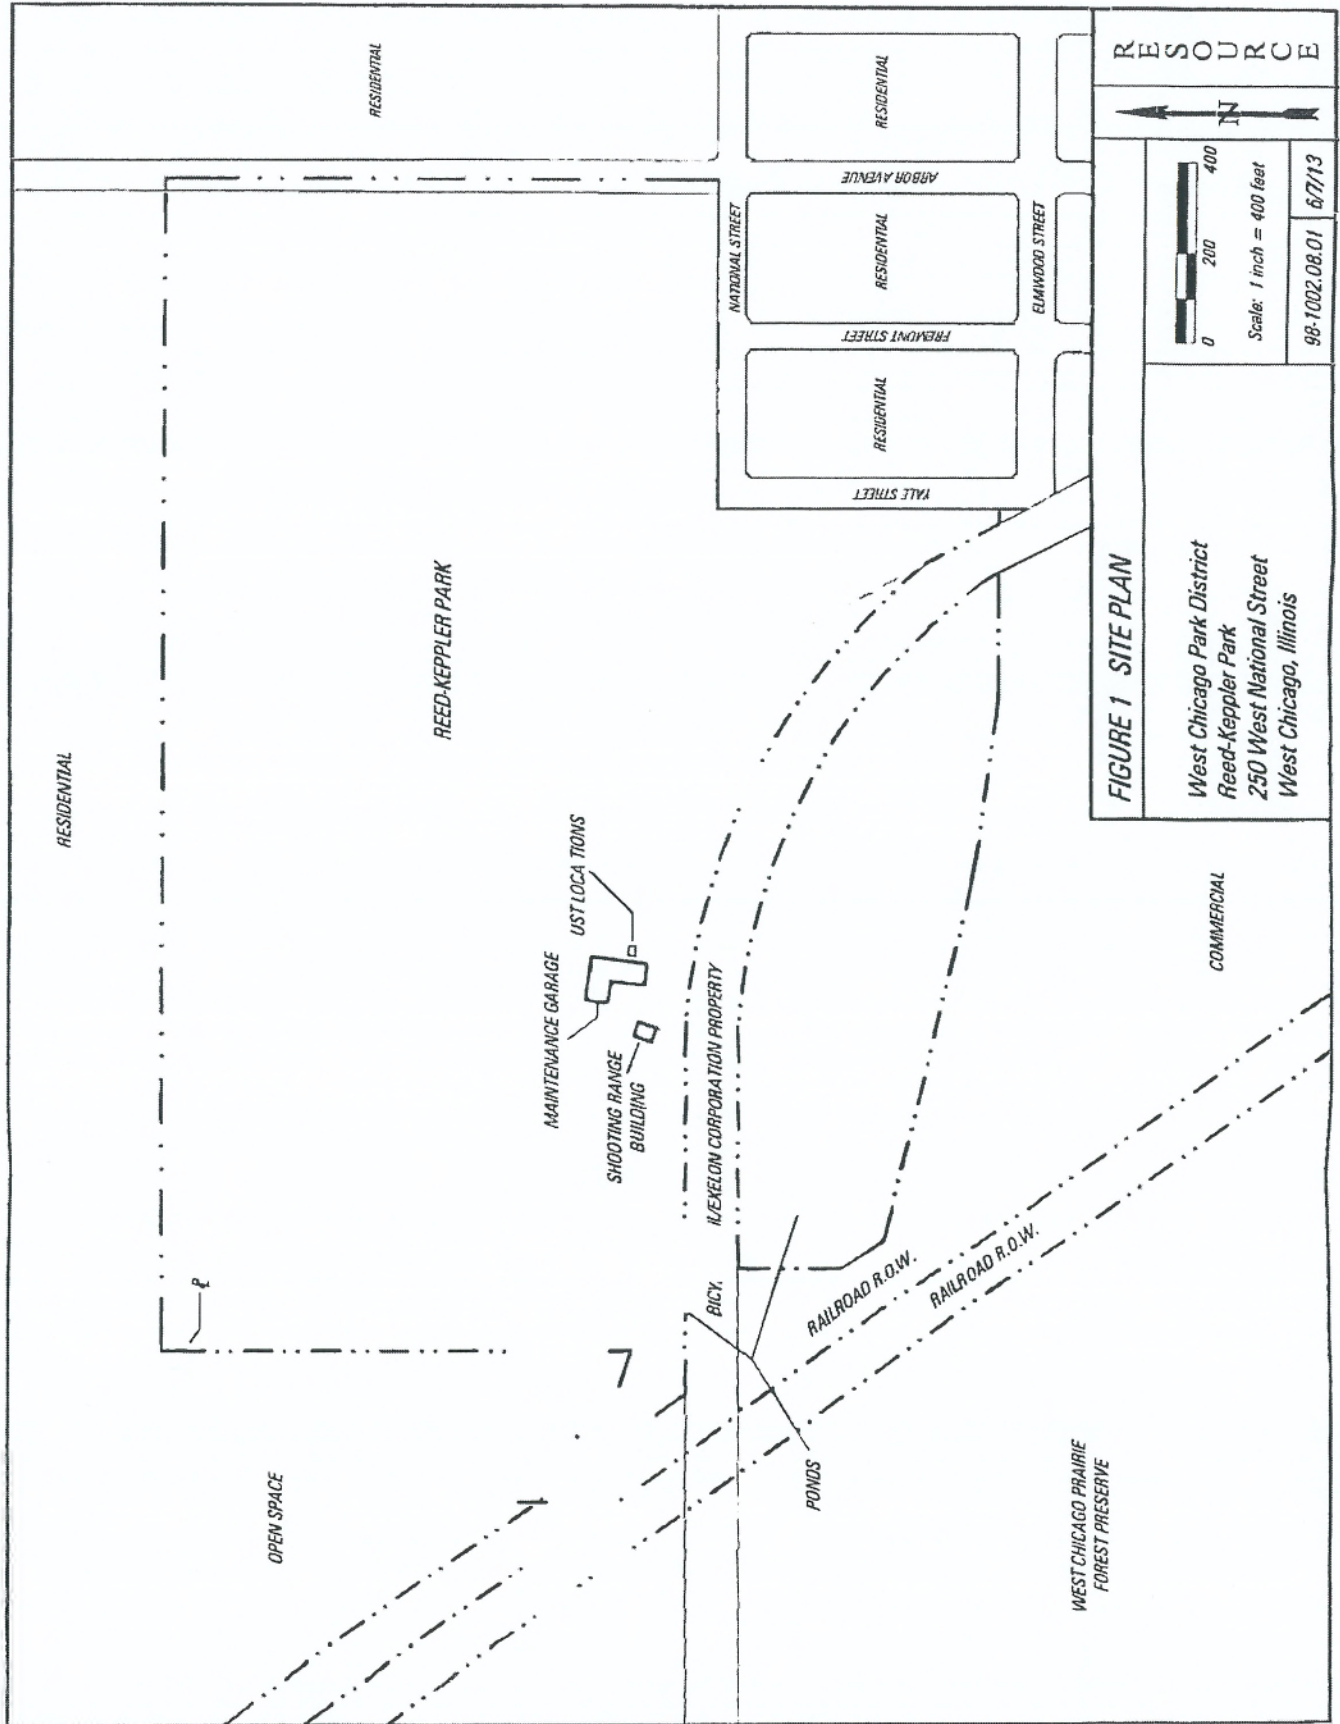 RESIDENTIAL
RESIDENTIAL
OPEN SPACE
REED-KEPPLER PARK
MAINTENANCE GARAGE
UST LOCATIONS
SHOOTING RANGE
BUILDING
BICY.
IL/EXELON CORPORATION PROPERTY
PONDS
RAILROAD R.O.W.
RAILROAD R.O.W.
WEST CHICAGO PRAIRIE
FOREST PRESERVE
COMMERCIAL
NATIONAL STREET
RESIDENTIAL
RESIDENTIAL
RESIDENTIAL
YALE STREET
FREMONT STREET
ARBOR AVENUE
ELMWOOD STREET
FIGURE 1 SITE PLAN
West Chicago Park District
Reed-Keppler Park
250 West National Street
West Chicago, Illinois
0 200 400
Scale: 1 inch = 400 feet
98-1002.08.01 6/7/13
N
RESOURCE